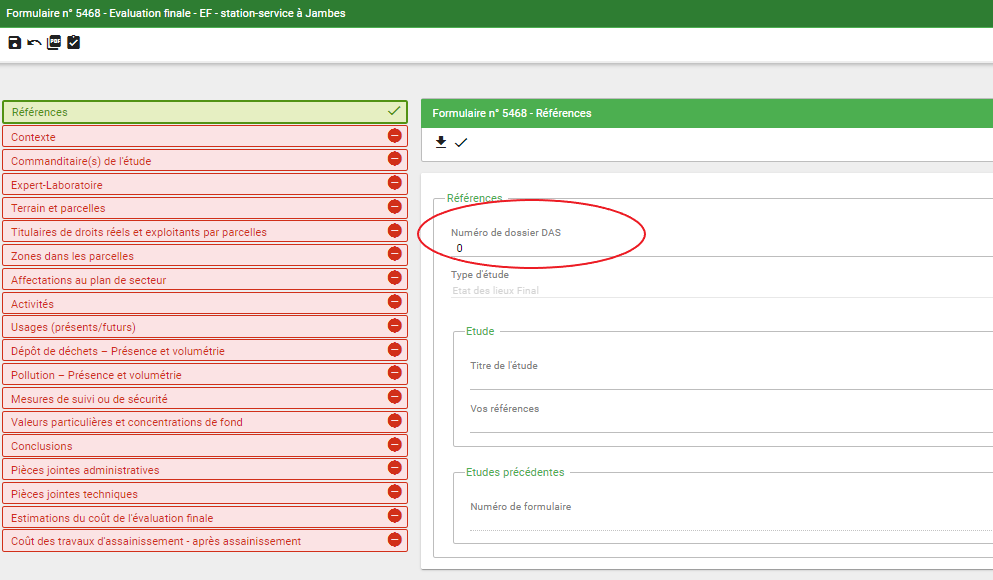 Formulaire n° 5468 - Evaluation finale - EF - station-service à Jambes
PDF
Références
Contexte
Commanditaire(s) de l'étude
Expert-Laboratoire
Terrain et parcelles
Titulaires de droits réels et exploitants par parcelles
Zones dans les parcelles
Affectations au plan de secteur
Activités
Usages (présents/futurs)
Dépôt de déchets – Présence et volumétrie
Pollution – Présence et volumétrie
Mesures de suivi ou de sécurité
Valeurs particulières et concentrations de fond
Conclusions
Pièces jointes administratives
Pièces jointes techniques
Estimations du coût de l'évaluation finale
Coût des travaux d'assainissement - après assainissement
Formulaire n° 5468 - Références
Références
Numéro de dossier DAS
0
Type d'étude
Etat des lieux Final
Etude
Titre de l'étude
Vos références
Etudes précédentes
Numéro de formulaire